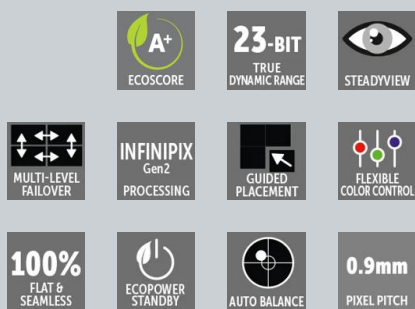 A+
ECOSCORE
23-BIT
TRUE
DYNAMIC RANGE
STEADYVIEW
MULTI-LEVEL
FAILOVER
INFINIPIX
Gen2
PROCESSING
GUIDED
PLACEMENT
FLEXIBLE
COLOR CONTROL
100%
FLAT &
SEAMLESS
ECOPOWER
STANDBY
AUTO BALANCE
0.9mm
PIXEL PITCH